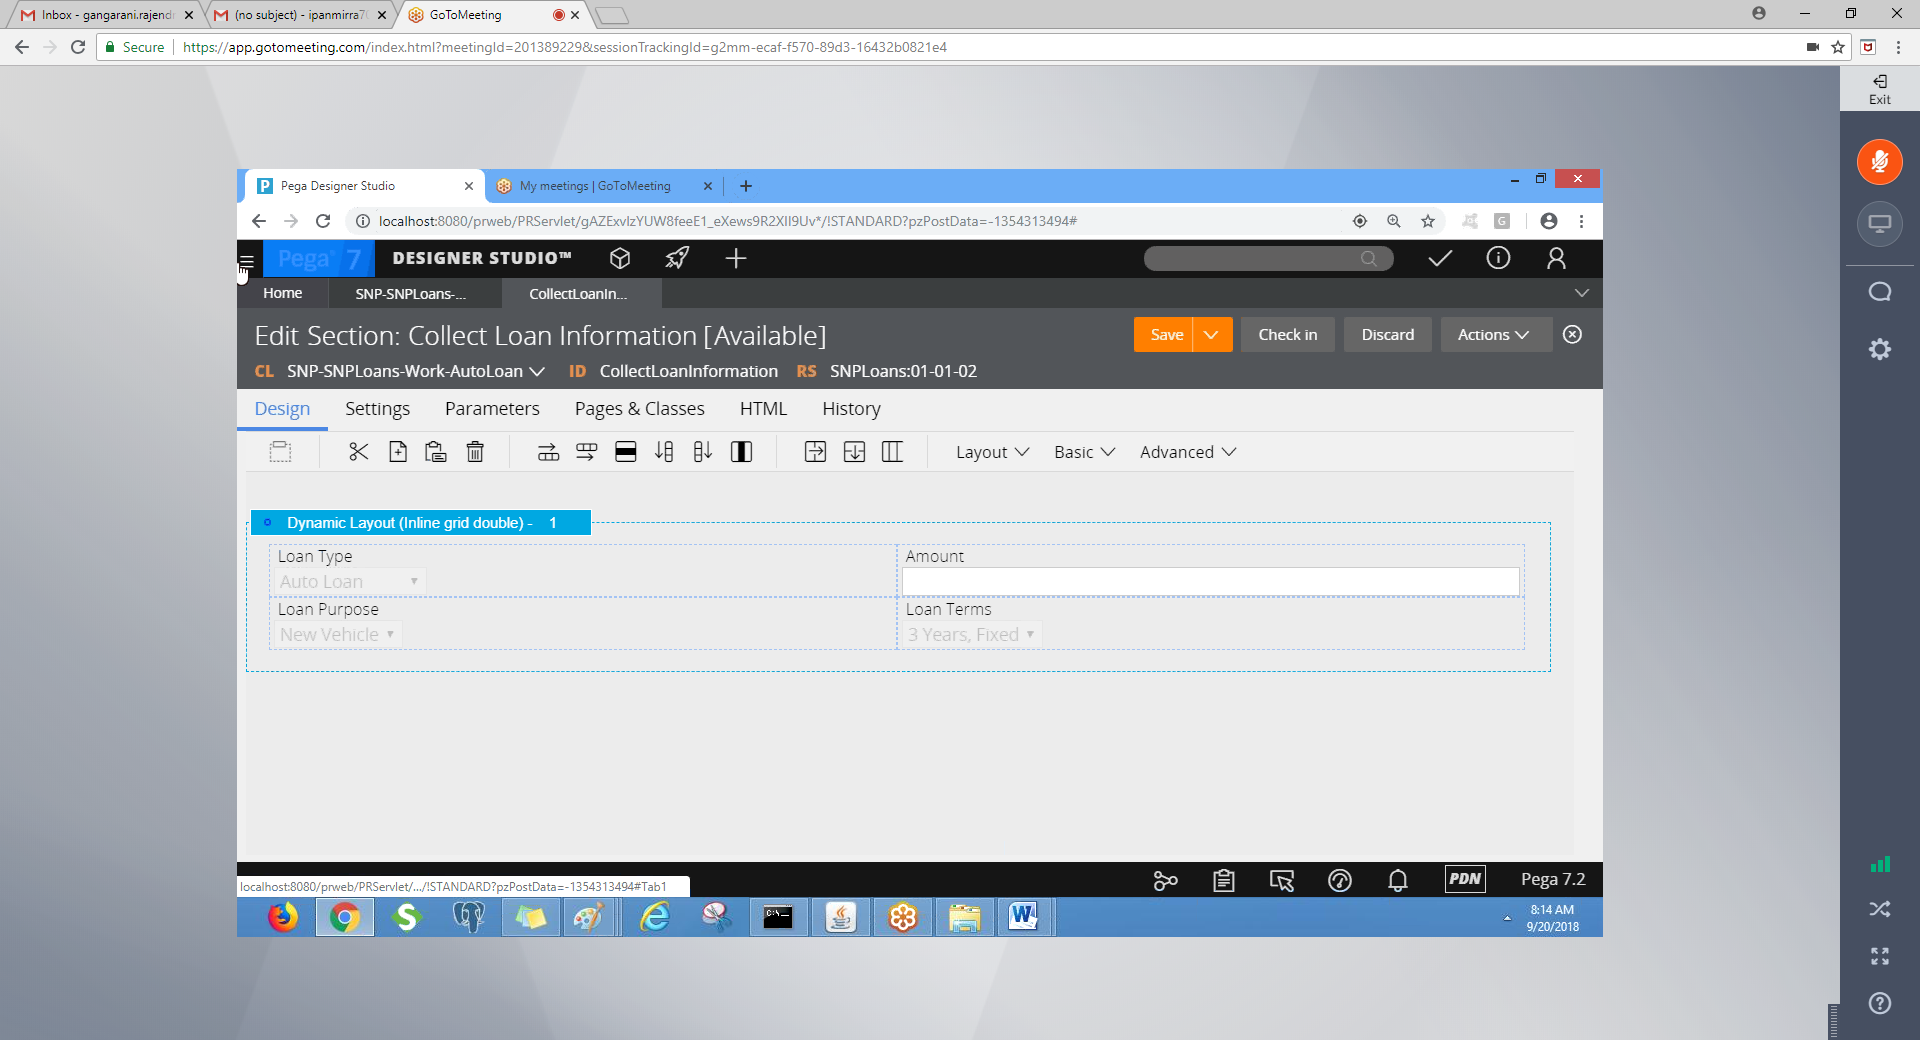 Inbox - gangarani.rajendr
(no subject) - ipanmirra70
GoToMeeting
Secure
https://app.gotomeeting.com/index.html?meetingId=201389229&sessionTrackingId=g2mm-ecaf-f570-89d3-16432b0821e4
Exit
Pega Designer Studio
My meetings | GoToMeeting
localhost:8080/prweb/PRServlet/gAZExvIzYUW8feeE1_eXews9R2XII9Uv*/!STANDARD?pzPostData=-1354313494#
Pega 7 DESIGNER STUDIO™
Home
SNP-SNPLoans-...
CollectLoanIn...
Edit Section: Collect Loan Information [Available]
Save
Check in
Discard
Actions
CL SNP-SNPLoans-Work-AutoLoan ID CollectLoanInformation RS SNPLoans:01-01-02
Design Settings Parameters Pages & Classes HTML History
Layout Basic Advanced
Dynamic Layout (Inline grid double) - 1
Loan Type
Amount
Auto Loan
Loan Purpose
Loan Terms
New Vehicle
3 Years, Fixed
PDN
Pega 7.2
localhost:8080/prweb/PRServlet/.../!STANDARD?pzPostData=-1354313494#Tab1
8:14 AM
9/20/2018